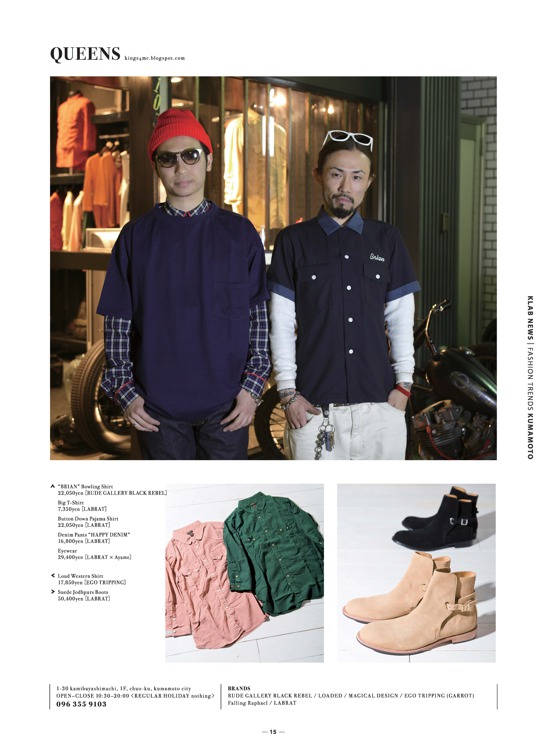 QUEENS kings4mc.blogspot.com
Brian
KLAB NEWS | FASHION TRENDS KUMAMOTO
"BRIAN" Bowling Shirt
22,050yen [RUDE GALLERY BLACK REBEL]
Big T-Shirt
7,350yen [LABRAT]
Button Down Pajama Shirt
22,050yen [LABRAT]
Denim Pants "HAPPY DENIM"
16,800yen [LABRAT]
Eyewear
29,400yen [LABRAT × Ayame]
Loud Western Shirt
17,850yen [EGO TRIPPING]
Suede Jodhpurs Boots
50,400yen [LABRAT]
1-30 kamibayashimachi, 1F, chuo-ku, kumamoto city
OPEN–CLOSE 10:30–20:00 <REGULAR HOLIDAY nothing>
096 355 9103
BRANDS
RUDE GALLERY BLACK REBEL / LOADED / MAGICAL DESIGN / EGO TRIPPING (GARROT)
Falling Raphael / LABRAT
— 15 —